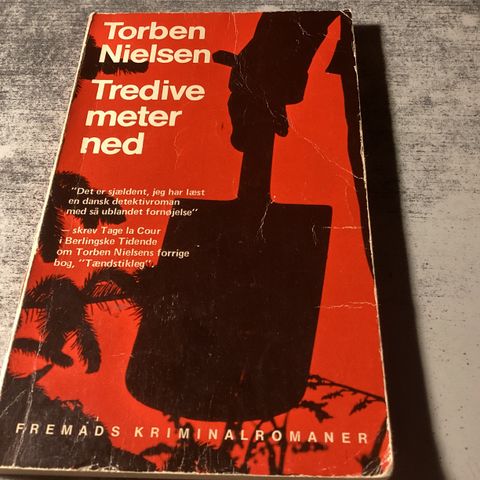 Torben
Nielsen
Tredive
meter
ned
"Det er sjældent, jeg har læst
en dansk detektivroman
med så ublandet fornøjelse"
— skrev Tage la Cour
i Berlingske Tidende
om Torben Nielsens forrige
bog, "Tændstikleg".
FREMADS KRIMINALROMANER